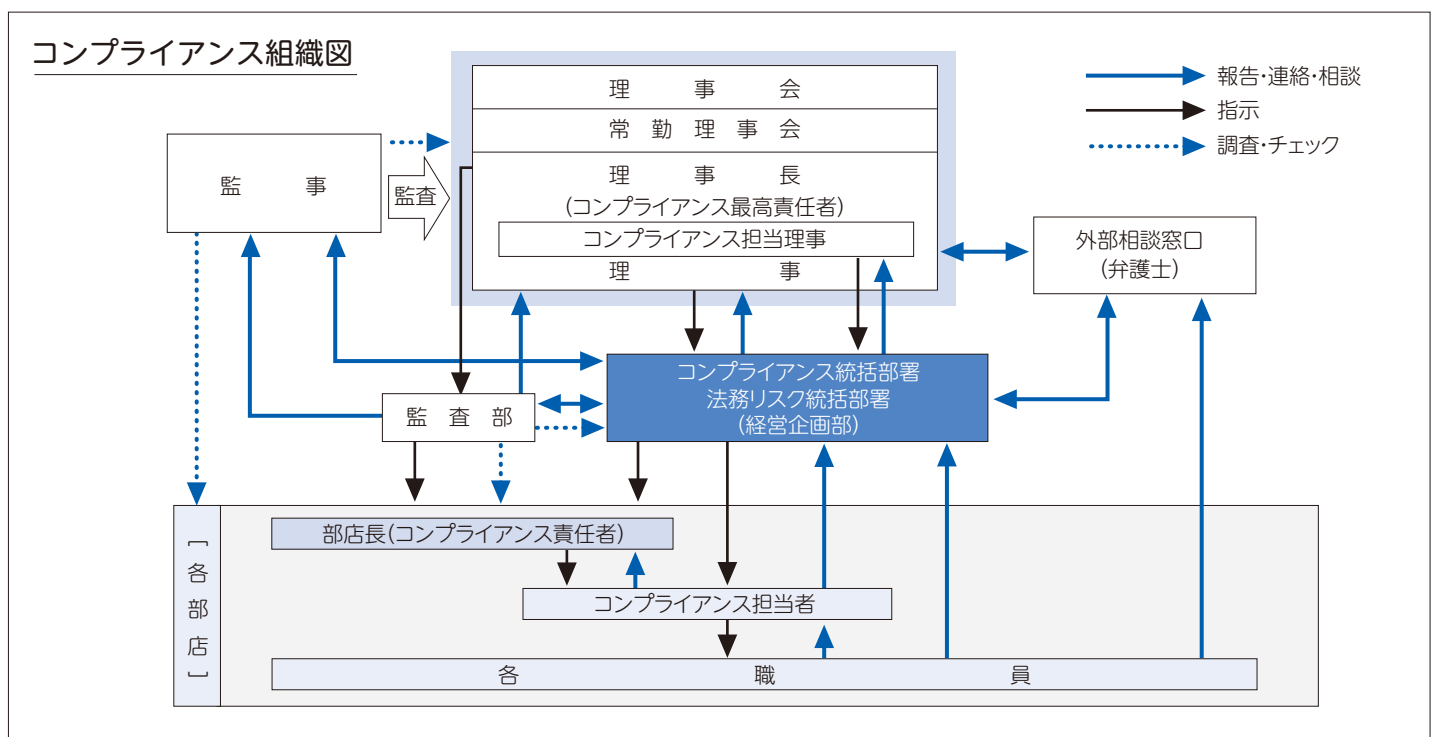 コンプライアンス組織図
報告・連絡・相談
指示
調査・チェック
理事会
常勤理事会
理事長
(コンプライアンス最高責任者)
コンプライアンス担当理事
理事
監事
監査
外部相談窓口
(弁護士)
コンプライアンス統括部署
法務リスク統括部署
(経営企画部)
監査部
[各部店]
部店長(コンプライアンス責任者)
コンプライアンス担当者
各職員